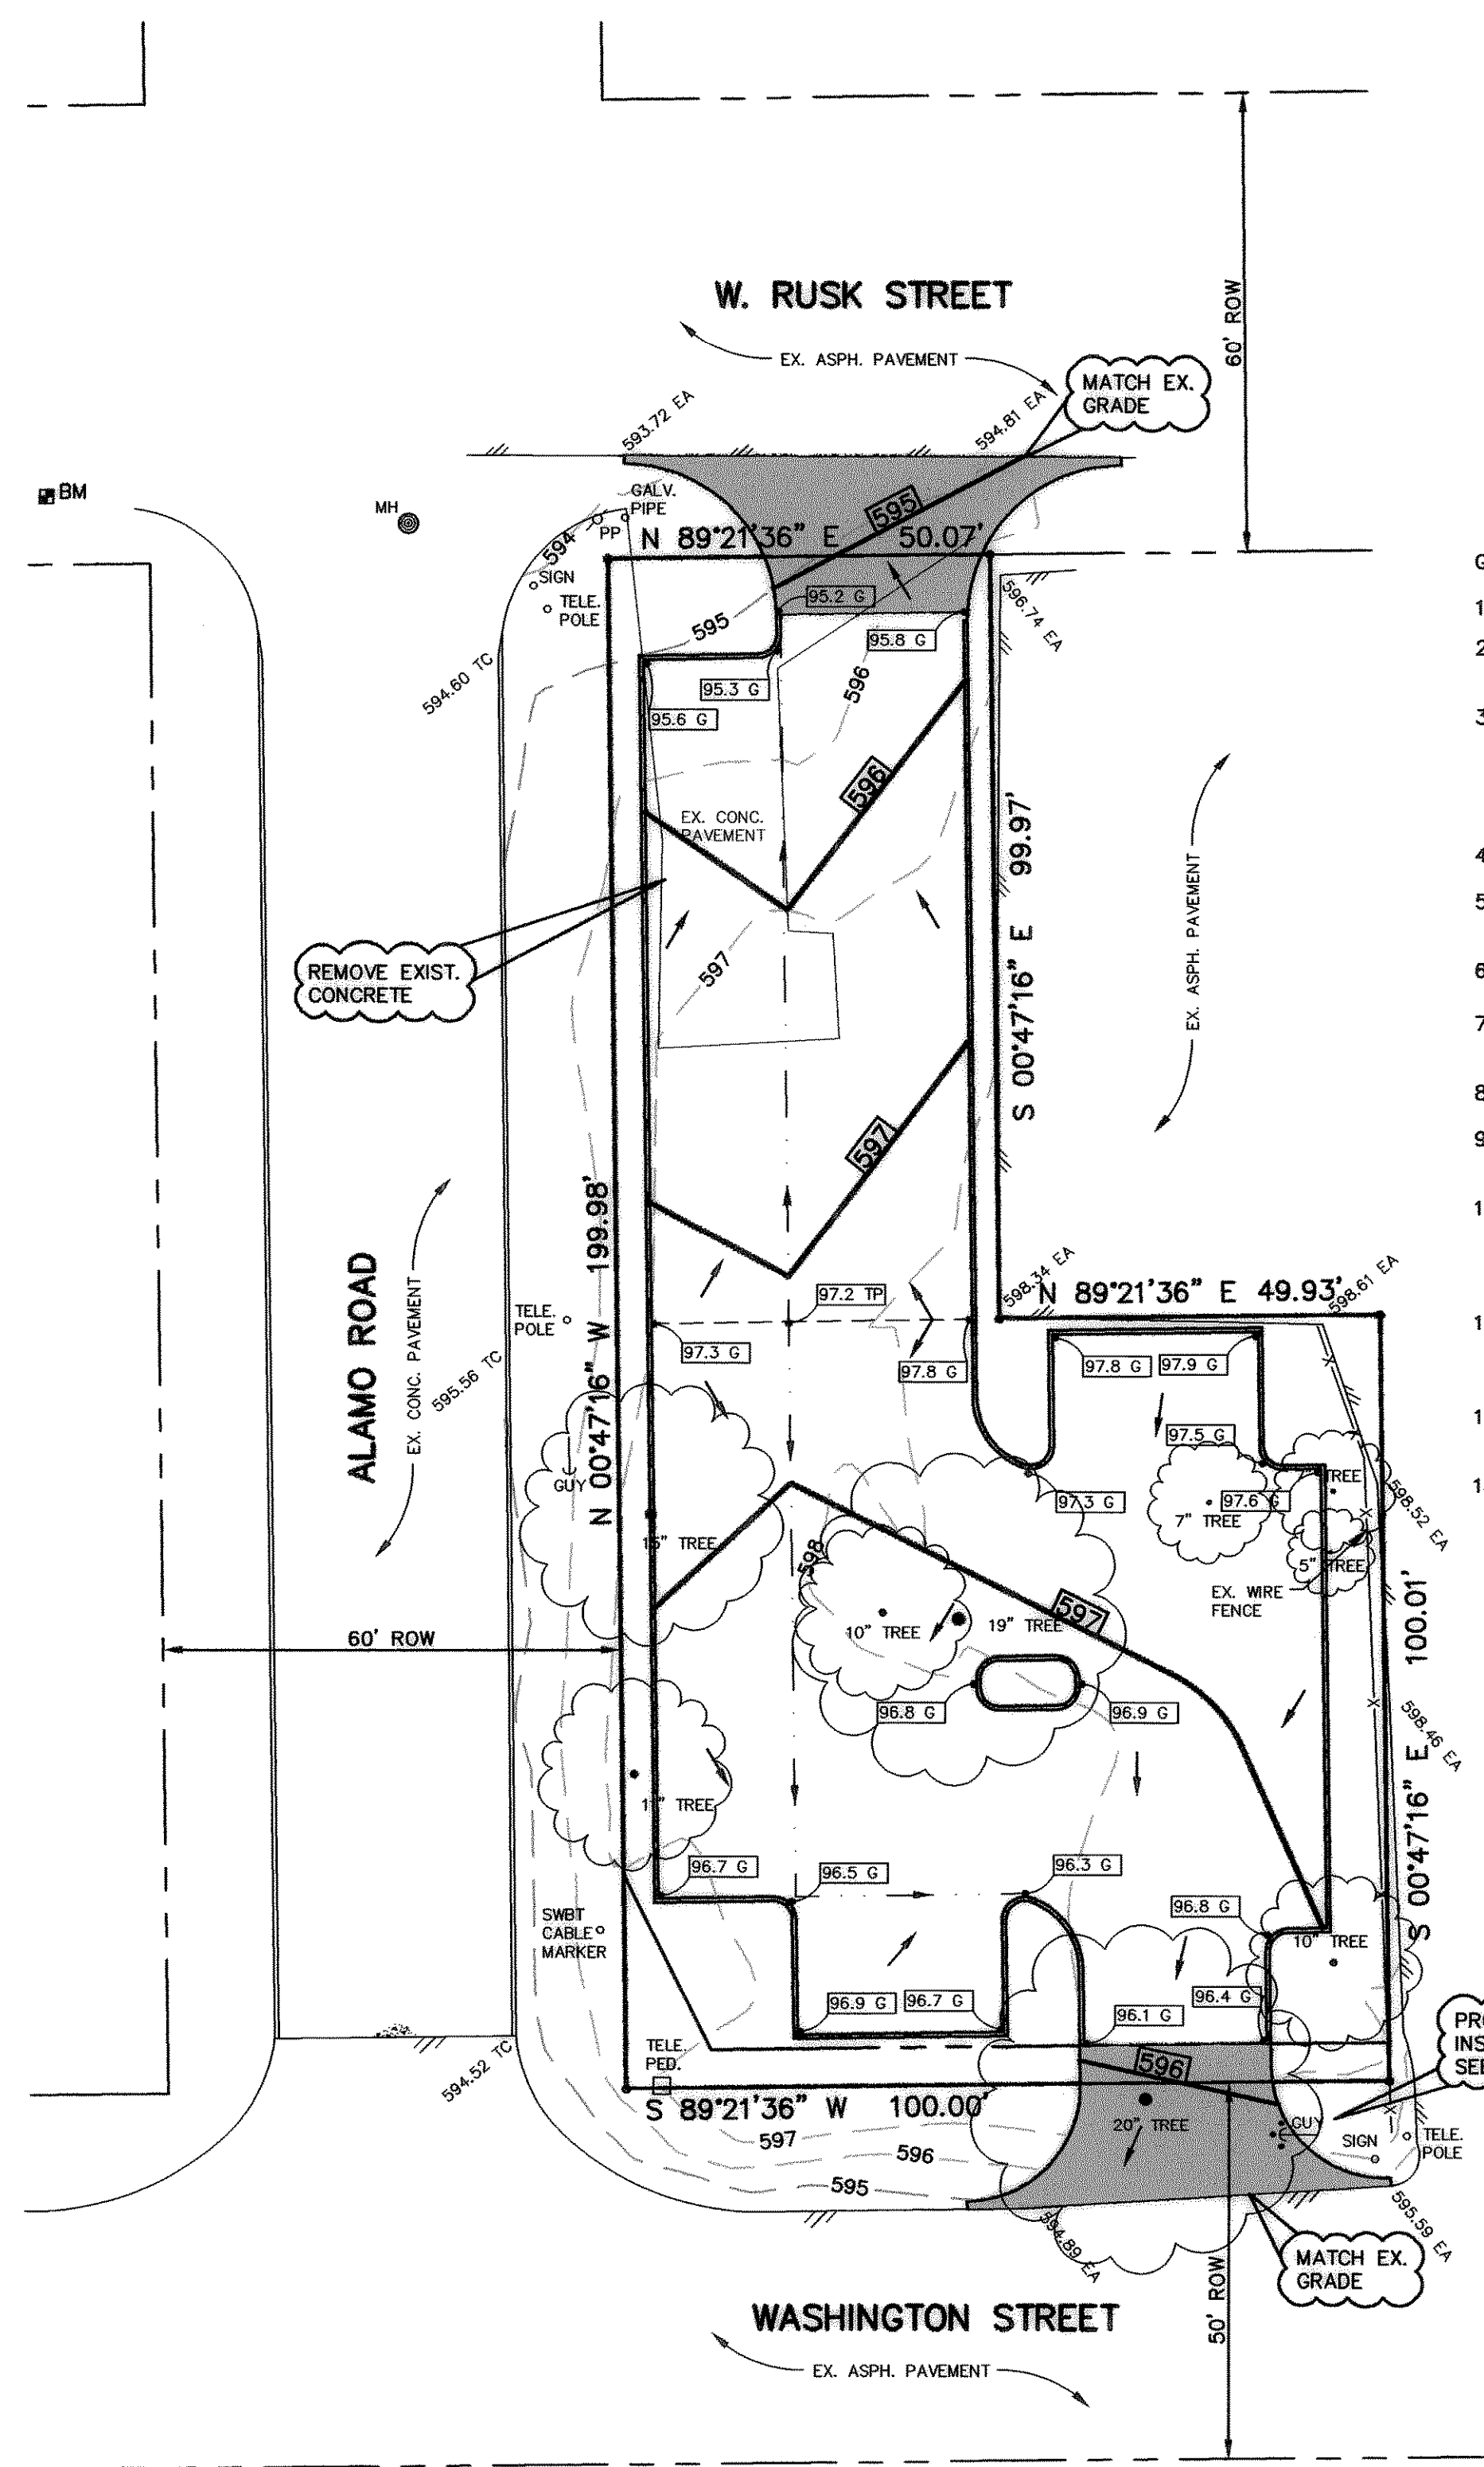 W. RUSK STREET
EX. ASPH. PAVEMENT
60' ROW
MATCH EX.
GRADE
593.72 EA
594.81 EA
BM
MH
GALV.
PIPE
PP
594
595
N 89°21'36" E 50.07'
SIGN
TELE.
POLE
95.2 G
596.74 EA
595
95.8 G
594.60 TC
95.3 G
596
95.6 G
596
EX. CONC.
PAVEMENT
S 00°47'16" E 99.97'
EX. ASPH. PAVEMENT
REMOVE EXIST.
CONCRETE
597
597
N 00°47'16" W 199.98'
ALAMO ROAD
EX. CONC. PAVEMENT
595.56 TC
TELE.
POLE
97.2 TP
598.34 EA
N 89°21'36" E 49.93'
598.61 EA
97.3 G
97.8 G
97.8 G
97.9 G
97.5 G
GUY
97.3 G
97.6 G
TREE
7" TREE
598.52 EA
TREE
598
5" TREE
EX. WIRE
FENCE
597
60' ROW
10" TREE
19" TREE
S 00°47'16" E 100.01'
96.8 G
96.9 G
598.46 EA
TREE
96.7 G
96.5 G
96.3 G
96.8 G
SWBT
CABLE
MARKER
10" TREE
96.9 G
96.7 G
96.1 G
96.4 G
594.52 TC
TELE.
PED.
596
S 89°21'36" W 100.00'
20" TREE
GUY
SIGN
TELE.
POLE
597
596
595
594.89 EA
595.59 EA
MATCH EX.
GRADE
50' ROW
WASHINGTON STREET
EX. ASPH. PAVEMENT